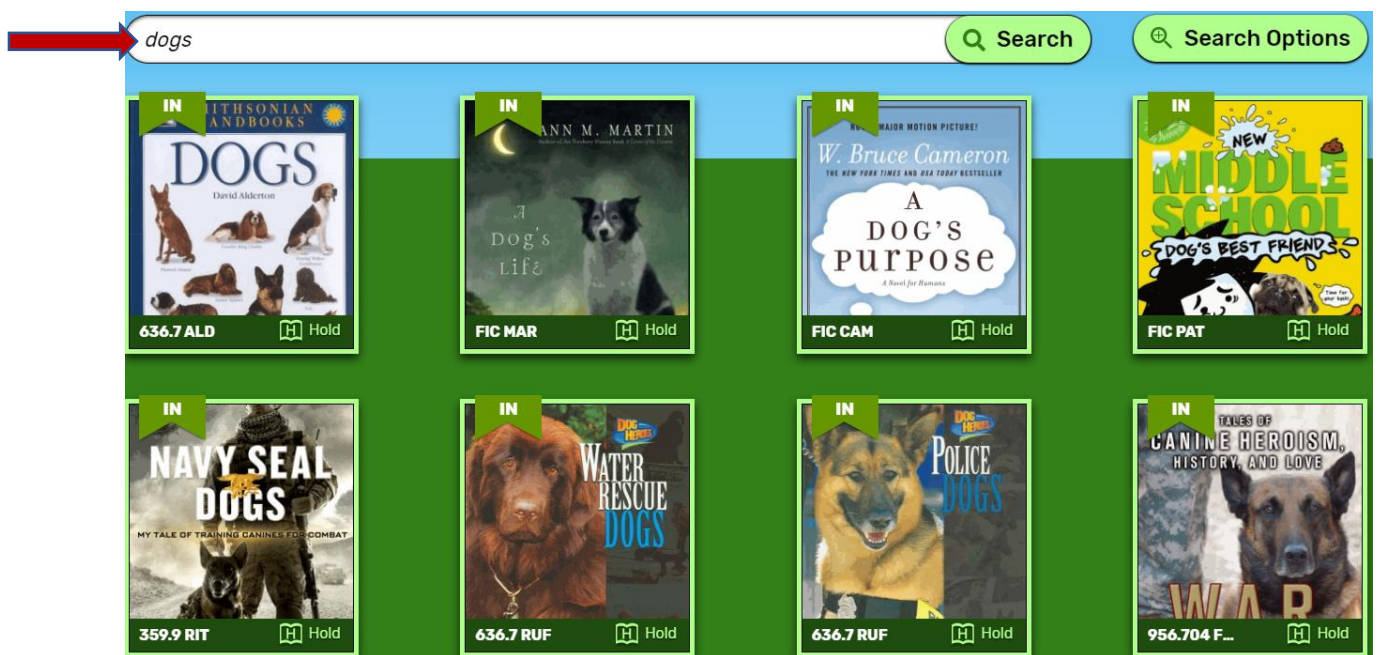 dogs
Search
Search Options
IN
SMITHSONIAN
HANDBOOKS
DOGS
David Alderton
636.7 ALD
Hold
IN
ANN M. MARTIN
A
Dog's
Life
FIC MAR
Hold
IN
MAJOR MOTION PICTURE!
W. Bruce Cameron
THE NEW YORK TIMES AND USA TODAY BESTSELLER
A
DOG'S
PURPOSE
A Novel for Humans
FIC CAM
Hold
IN
NEW
MIDDLE
SCHOOL
DOG'S BEST FRIEND
Time for
your bath!
FIC PAT
Hold
IN
NAVY SEAL
DOGS
MY TALE OF TRAINING CANINES FOR COMBAT
359.9 RIT
Hold
IN
DOG
HEROES
WATER
RESCUE
DOGS
636.7 RUF
Hold
IN
DOG
HEROES
POLICE
DOGS
636.7 RUF
Hold
IN
TALES OF
CANINE HEROISM,
HISTORY, AND LOVE
WAR
956.704 F...
Hold